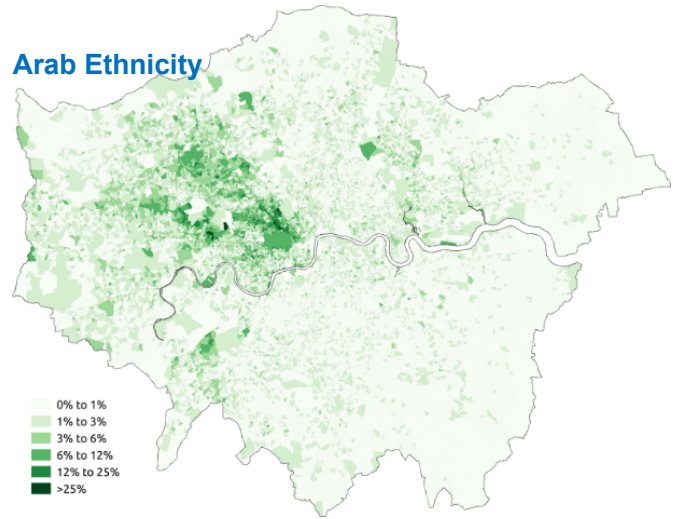 Arab Ethnicity
0% to 1%
1% to 3%
3% to 6%
6% to 12%
12% to 25%
>25%